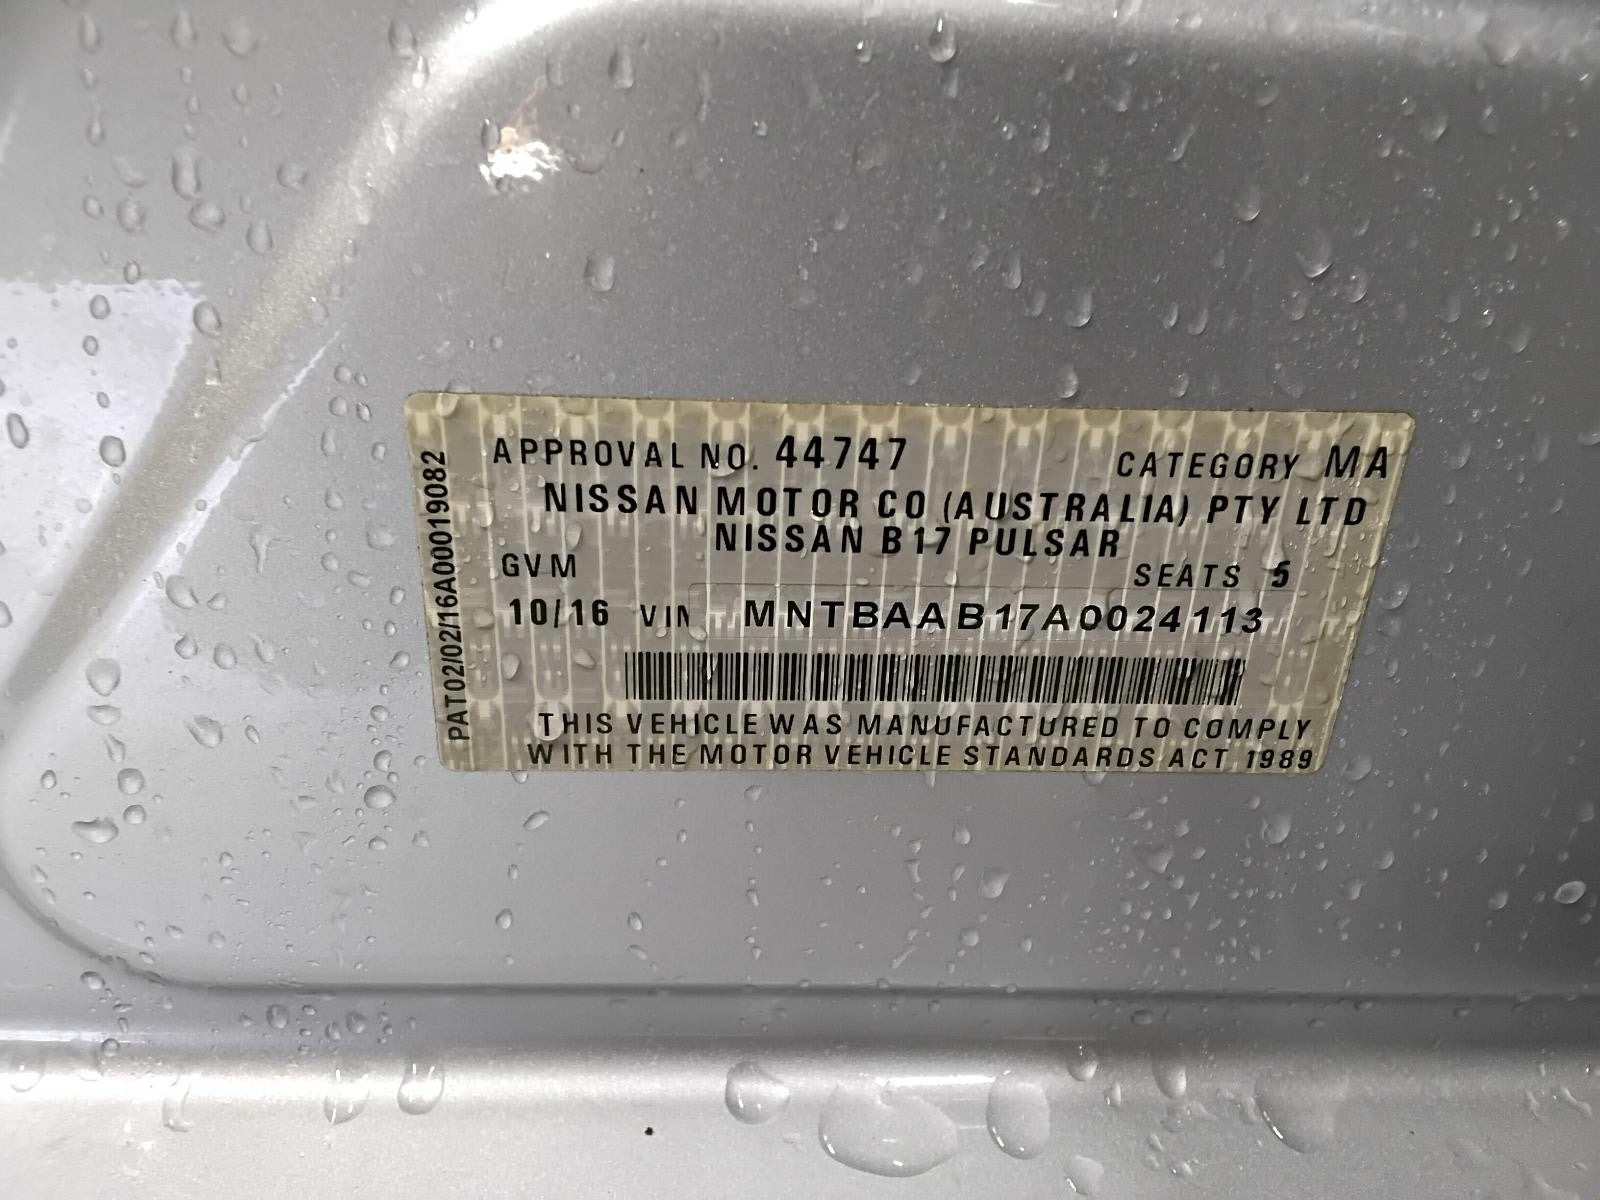 APPROVAL NO. 44747 CATEGORY MA
NISSAN MOTOR CO (AUSTRALIA) PTY LTD
NISSAN B17 PULSAR
GVM SEATS 5
10/16 VIN MNTBAAB17A0024113
THIS VEHICLE WAS MANUFACTURED TO COMPLY
WITH THE MOTOR VEHICLE STANDARDS ACT 1989
PAT02/02/16A00019082